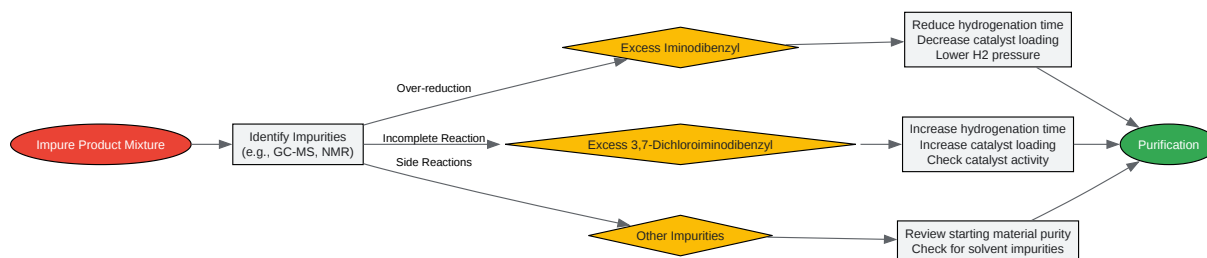 Impure Product Mixture
Identify Impurities
(e.g., GC-MS, NMR)
Over-reduction
Incomplete Reaction
Side Reactions
Excess Iminodibenzyl
Excess 3,7-Dichloroiminodibenzyl
Other Impurities
Reduce hydrogenation time
Decrease catalyst loading
Lower H2 pressure
Increase hydrogenation time
Increase catalyst loading
Check catalyst activity
Review starting material purity
Check for solvent impurities
Purification